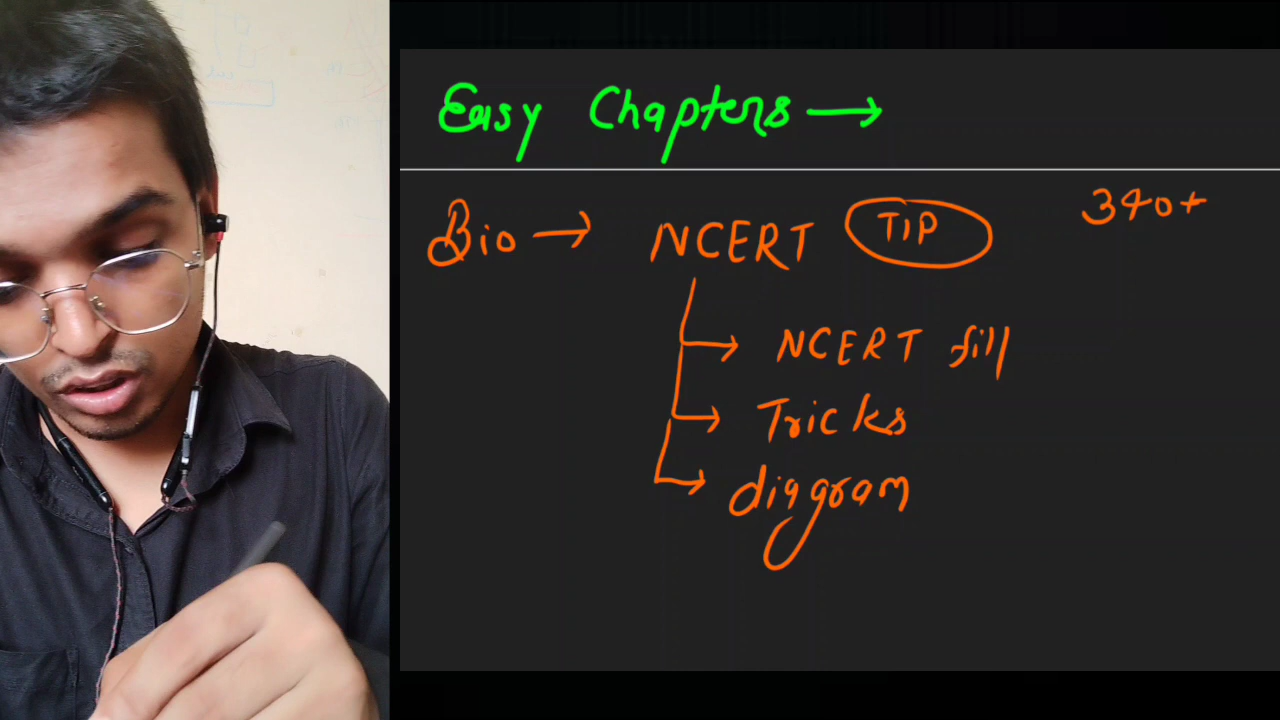 Easy Chapters →
Bio → NCERT TIP 340+
→ NCERT fill
→ Tricks
→ diagram